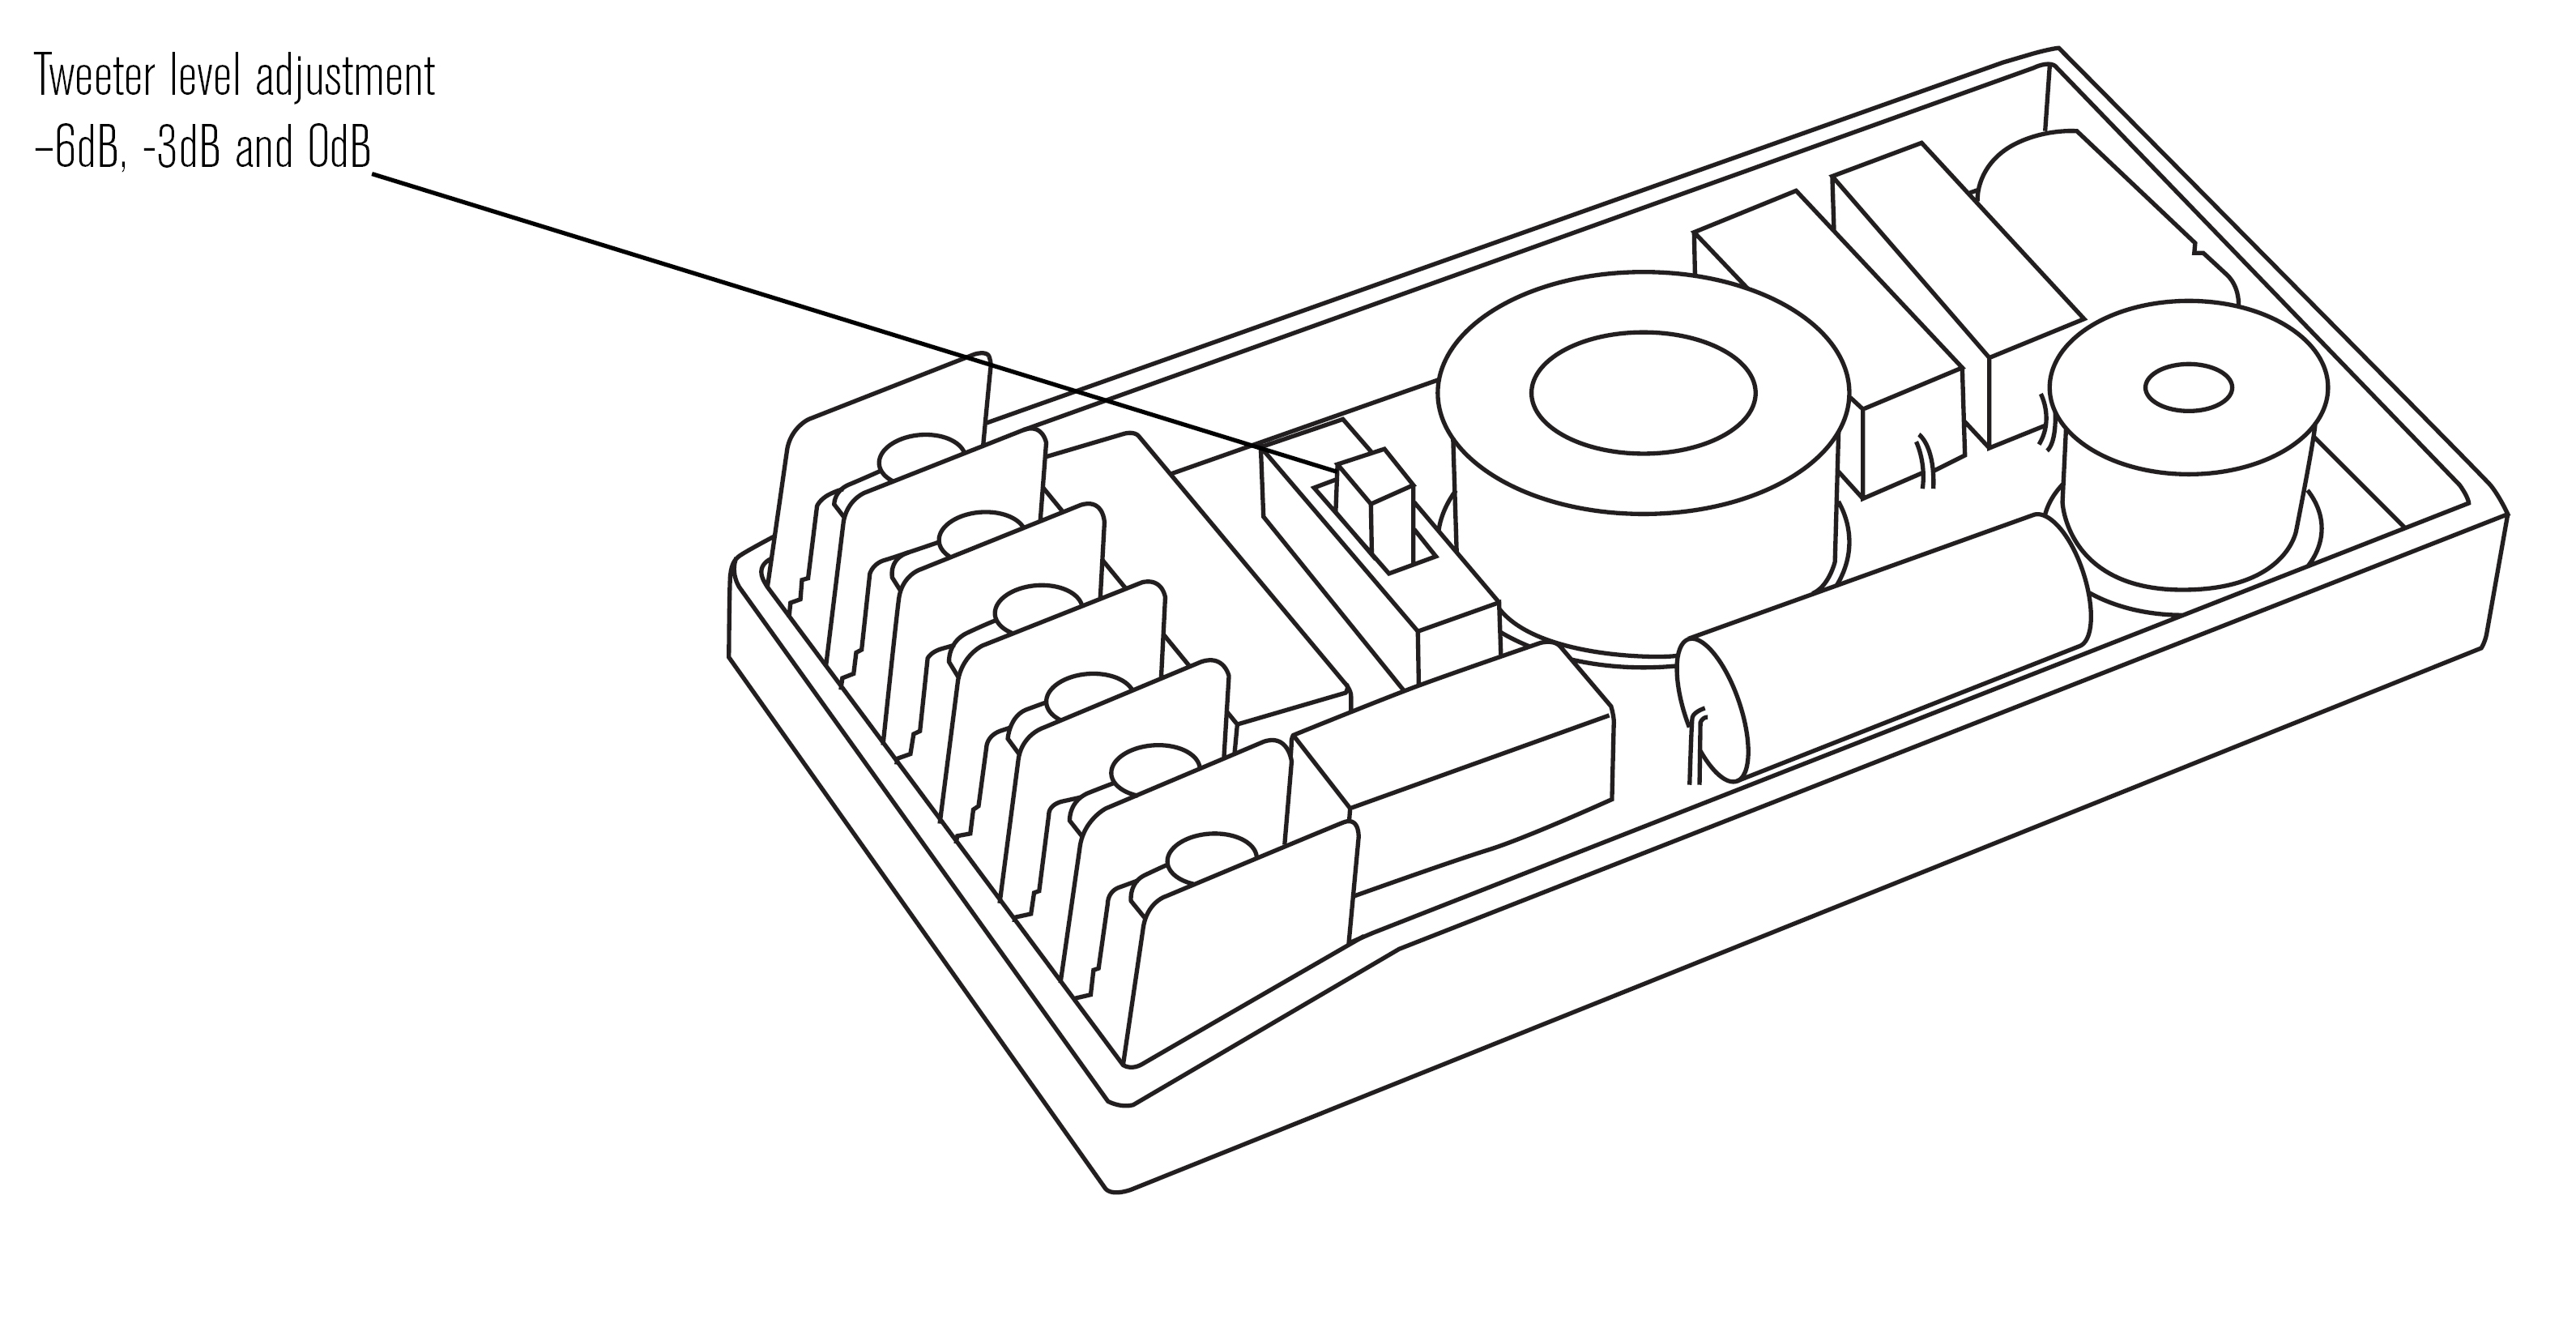 Tweeter level adjustment
–6dB, -3dB and 0dB